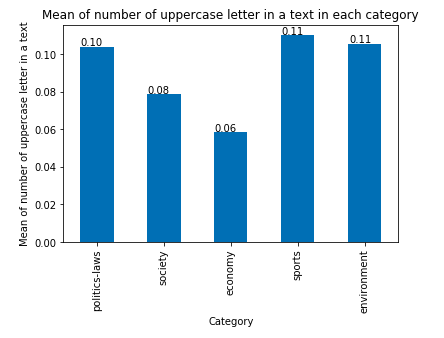 Mean of number of uppercase letter in a text in each category
Mean of number of uppercase letter in a text
0.10
0.08
0.06
0.04
0.02
0.00
0.10
0.08
0.06
0.11
0.11
politics-laws
society
economy
sports
environment
Category